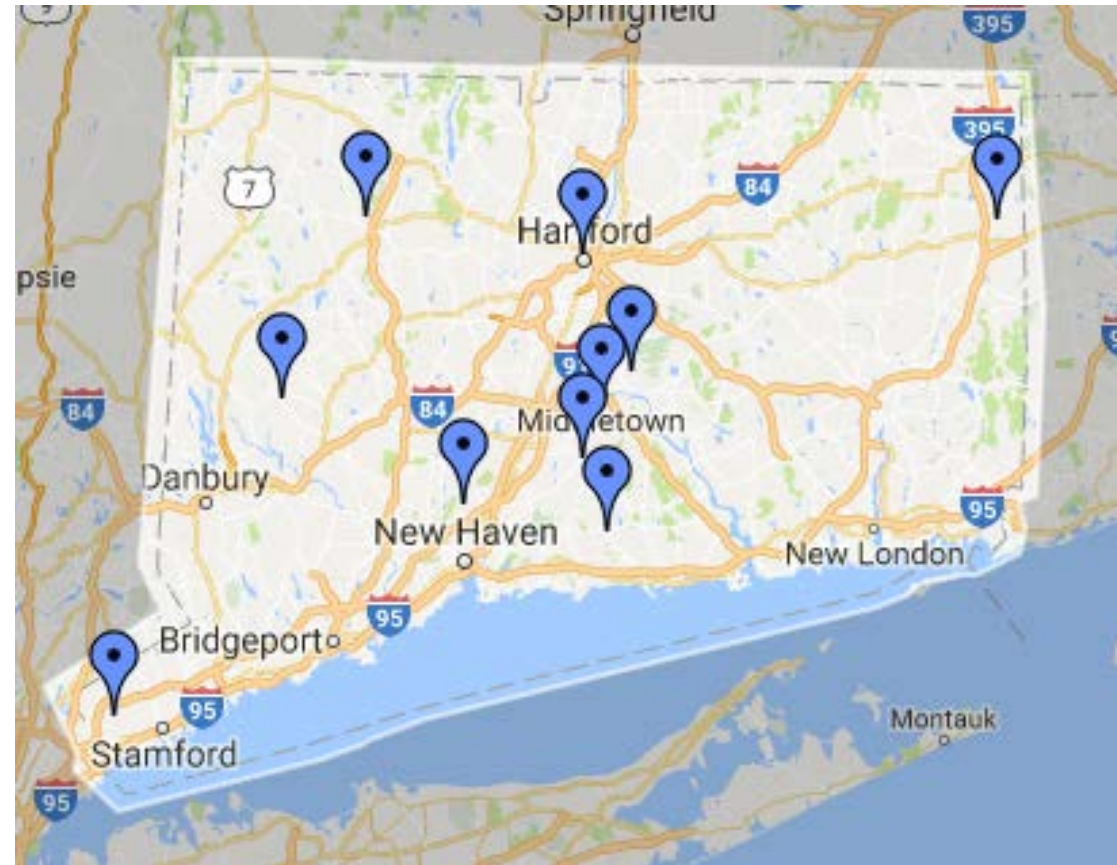 9
Springfield
395
395
7
84
Hartford
psie
84
84
Middletown
Danbury
95
New Haven
New London
95
Bridgeport
95
Montauk
Stamford
95